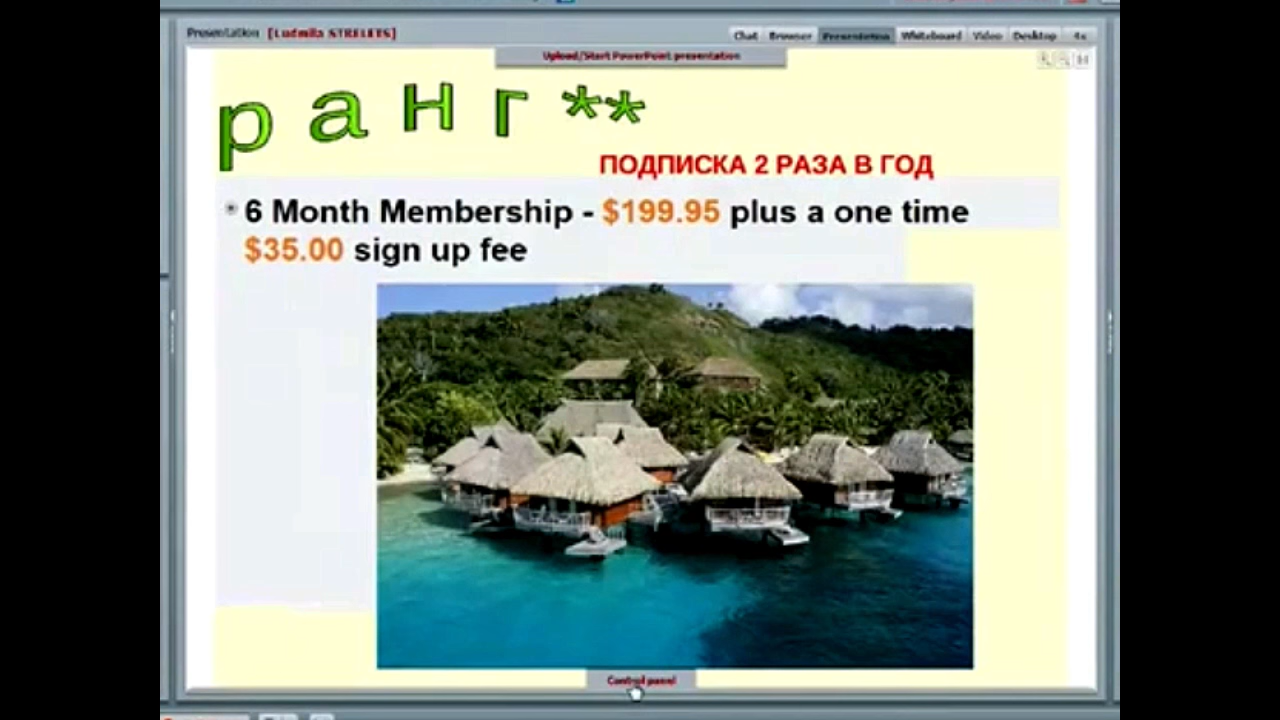 Presentation [Ludmila STRELETS]
Chat Browser Presentation Whiteboard Video Desktop
Upload/Start PowerPoint presentation
ранг**
ПОДПИСКА 2 РАЗА В ГОД
6 Month Membership - $199.95 plus a one time
$35.00 sign up fee
Control panel